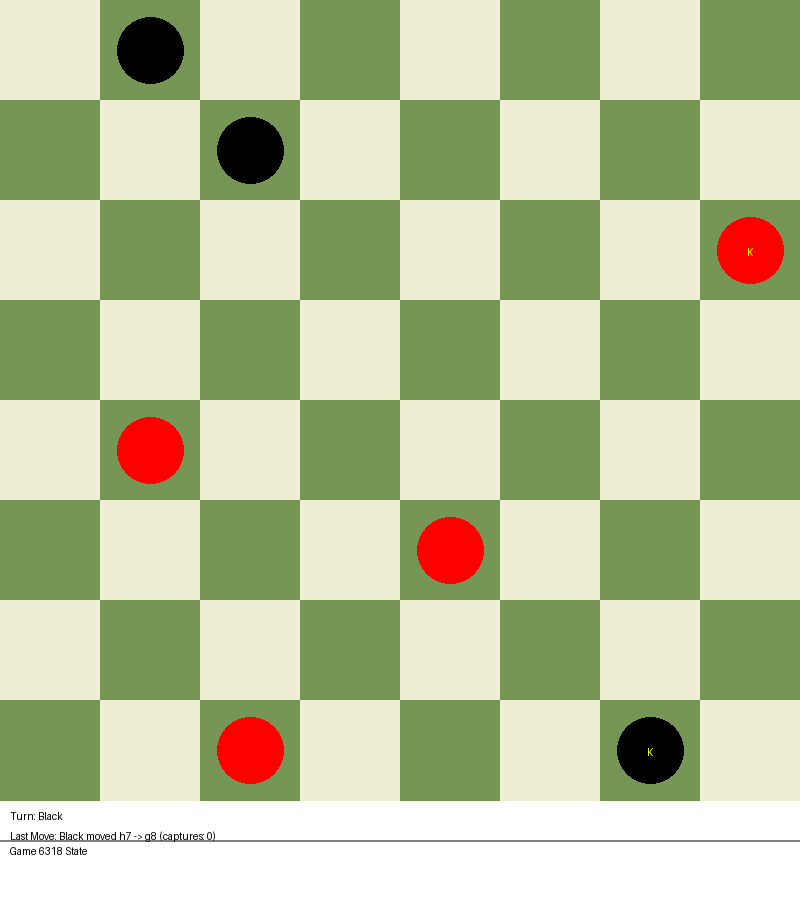 K
K
Turn: Black
Last Move: Black moved h7 -> g8 (captures: 0)
Game 6318 State